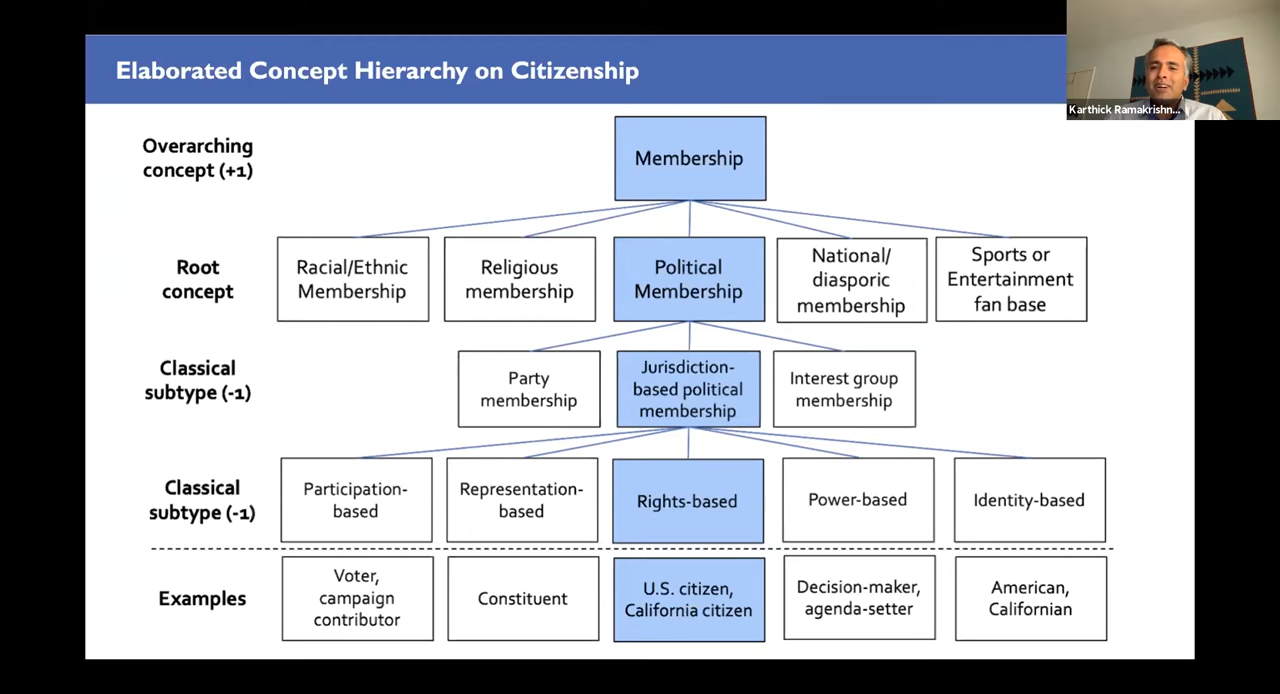 Elaborated Concept Hierarchy on Citizenship
Karthick Ramakrishn...
Overarching
concept (+1)
Membership
Root
concept
Racial/Ethnic
Membership
Religious
membership
Political
Membership
National/
diasporic
membership
Sports or
Entertainment
fan base
Classical
subtype (-1)
Party
membership
Jurisdiction-
based political
membership
Interest group
membership
Classical
subtype (-1)
Participation-
based
Representation-
based
Rights-based
Power-based
Identity-based
Examples
Voter,
campaign
contributor
Constituent
U.S. citizen,
California citizen
Decision-maker,
agenda-setter
American,
Californian